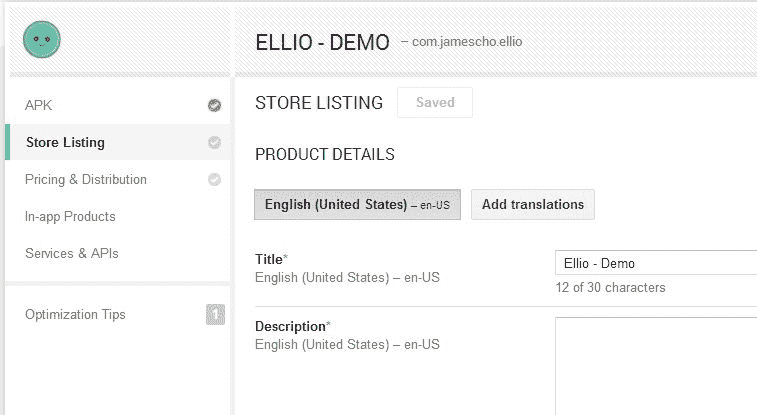 ELLIO - DEMO – com.jamescho.ellio
APK
Store Listing
Pricing & Distribution
In-app Products
Services & APIs
Optimization Tips 1
STORE LISTING Saved
PRODUCT DETAILS
English (United States) – en-US Add translations
Title* Ellio - Demo
English (United States) – en-US 12 of 30 characters
Description*
English (United States) – en-US